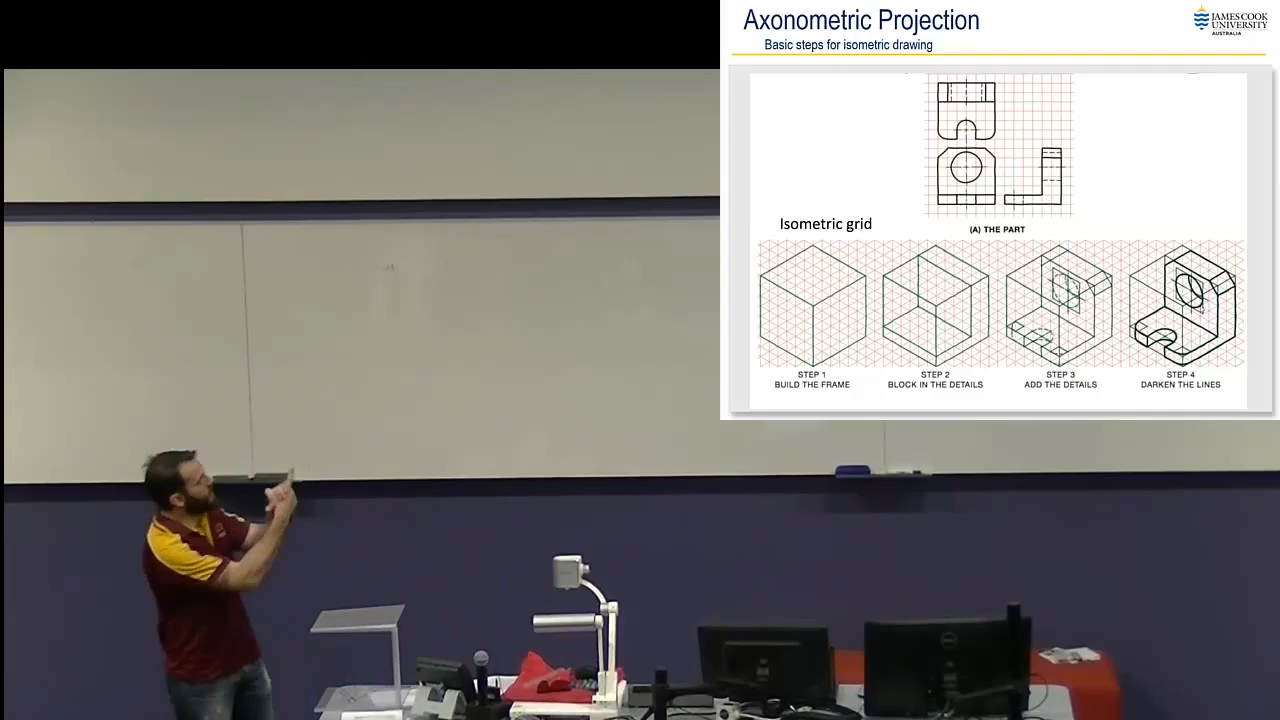 Axonometric Projection
Basic steps for isometric drawing
JAMES COOK
UNIVERSITY
AUSTRALIA
(A) THE PART
Isometric grid
STEP 1
BUILD THE FRAME
STEP 2
BLOCK IN THE DETAILS
STEP 3
ADD THE DETAILS
STEP 4
DARKEN THE LINES